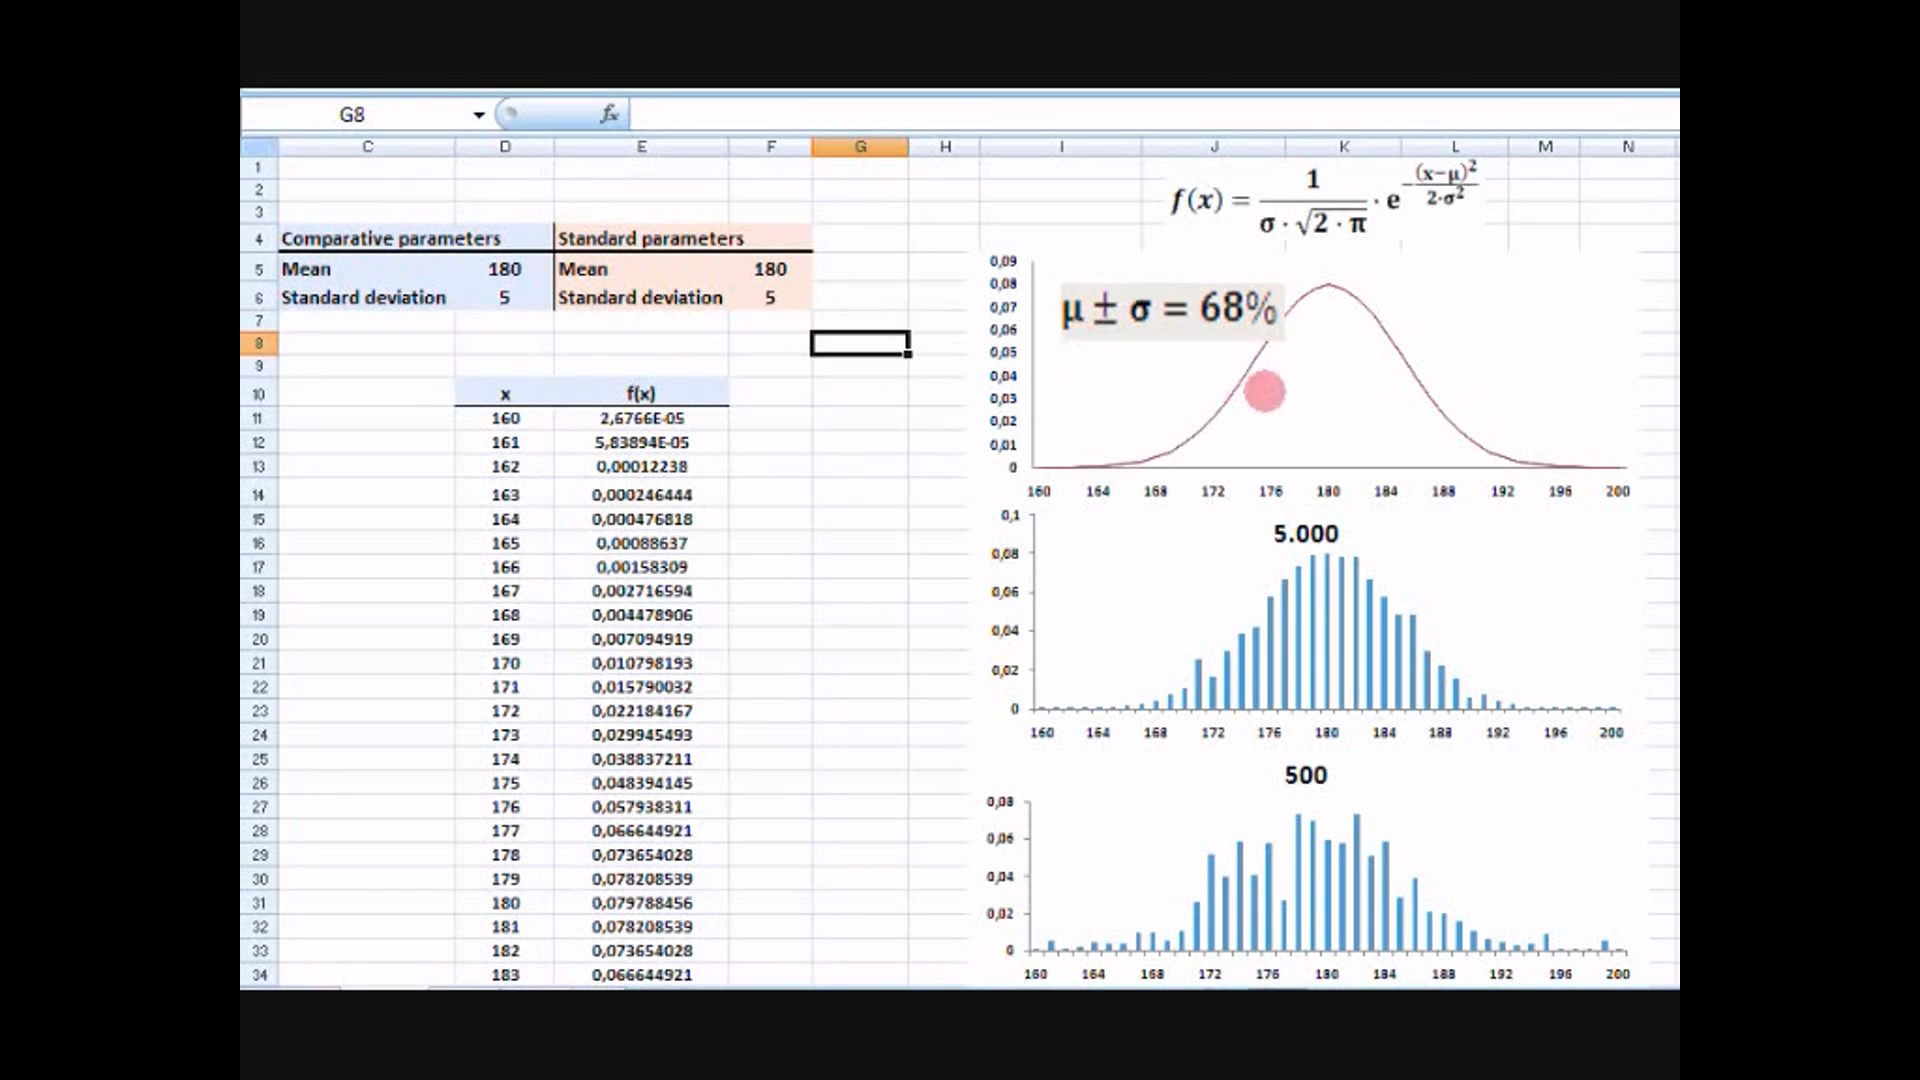 G8
fx
C D E F G H I J K L M N
1
2
3
f(x) = 1 / (σ · √2 · π) · e^(-(x−μ)² / (2·σ²))
4 Comparative parameters Standard parameters
5 Mean 180 Mean 180
6 Standard deviation 5 Standard deviation 5
7
8
9
10 x f(x)
11 160 2,6766E-05
12 161 5,83894E-05
13 162 0,00012238
14 163 0,000246444
15 164 0,000476818
16 165 0,00088637
17 166 0,00158309
18 167 0,002716594
19 168 0,004478906
20 169 0,007094919
21 170 0,010798193
22 171 0,015790032
23 172 0,022184167
24 173 0,029945493
25 174 0,038837211
26 175 0,048394145
27 176 0,057938311
28 177 0,066644921
29 178 0,073654028
30 179 0,078208539
31 180 0,079788456
32 181 0,078208539
33 182 0,073654028
34 183 0,066644921
0,09
0,08
0,07
0,06
0,05
0,04
0,03
0,02
0,01
0
μ ± σ = 68%
160 164 168 172 176 180 184 188 192 196 200
5.000
0,1
0,08
0,06
0,04
0,02
0
160 164 168 172 176 180 184 188 192 196 200
500
0,08
0,06
0,04
0,02
0
160 164 168 172 176 180 184 188 192 196 200